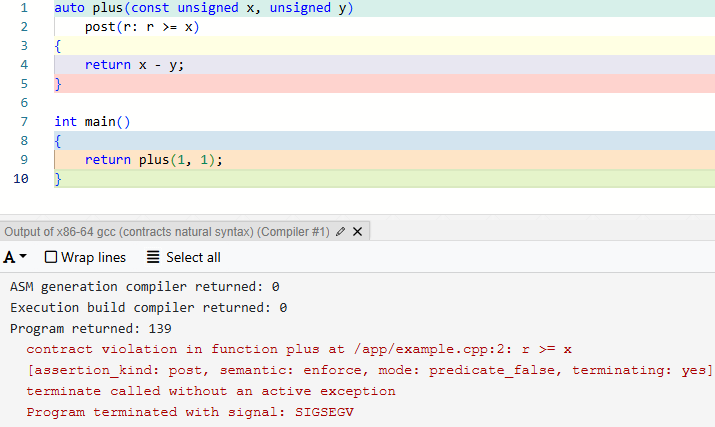 1 auto plus(const unsigned x, unsigned y)
2     post(r: r >= x)
3 {
4     return x - y;
5 }
6
7 int main()
8 {
9     return plus(1, 1);
10 }
Output of x86-64 gcc (contracts natural syntax) (Compiler #1)
A Wrap lines Select all
ASM generation compiler returned: 0
Execution build compiler returned: 0
Program returned: 139
contract violation in function plus at /app/example.cpp:2: r >= x
[assertion_kind: post, semantic: enforce, mode: predicate_false, terminating: yes]
terminate called without an active exception
Program terminated with signal: SIGSEGV